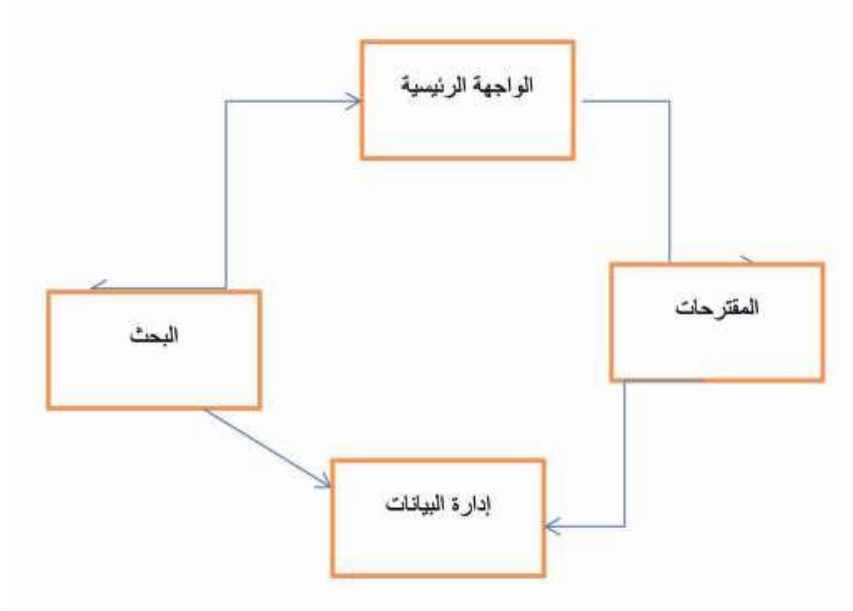 الواجهة الرئيسية
المقترحات
البحث
إدارة البيانات